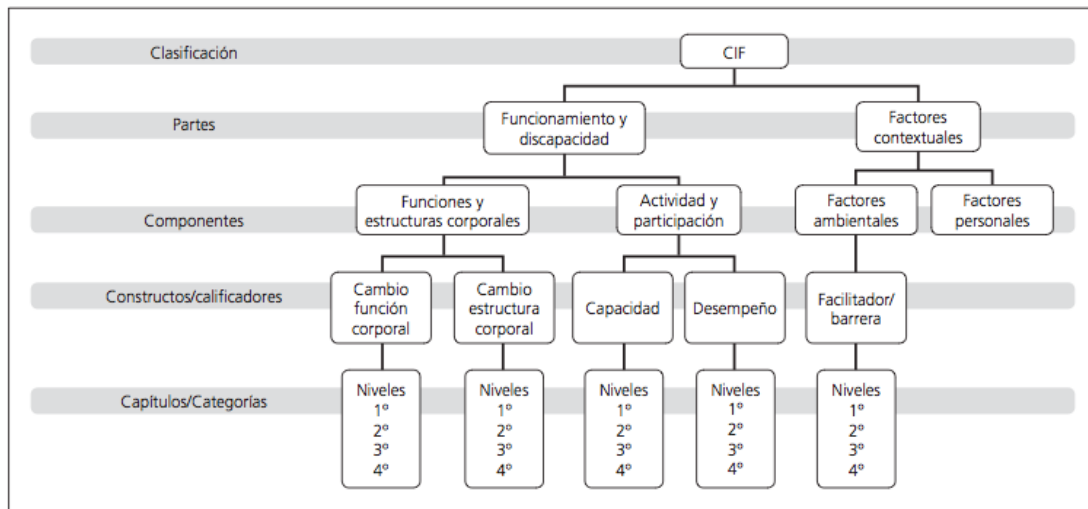 Clasificación
CIF
Partes
Funcionamiento y
discapacidad
Factores
contextuales
Componentes
Funciones y
estructuras corporales
Actividad y
participación
Factores
ambientales
Factores
personales
Constructos/calificadores
Cambio
función
corporal
Cambio
estructura
corporal
Capacidad
Desempeño
Facilitador/
barrera
Capítulos/Categorías
Niveles
1º
2º
3º
4º
Niveles
1º
2º
3º
4º
Niveles
1º
2º
3º
4º
Niveles
1º
2º
3º
4º
Niveles
1º
2º
3º
4º